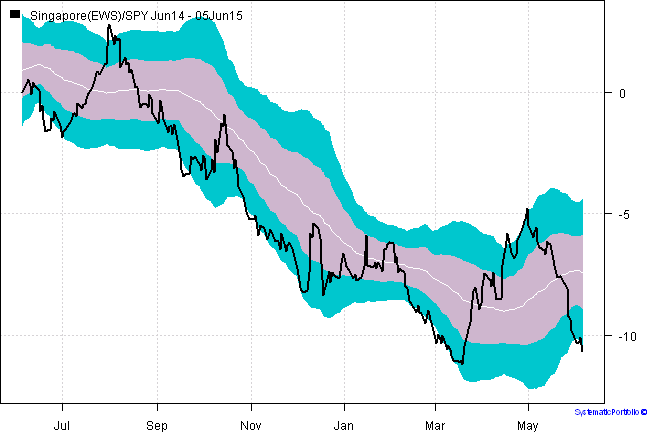 Singapore(EWS)/SPY Jun14 - 05Jun15
0
-5
-10
Jul Sep Nov Jan Mar May
SystematicPortfolio ©